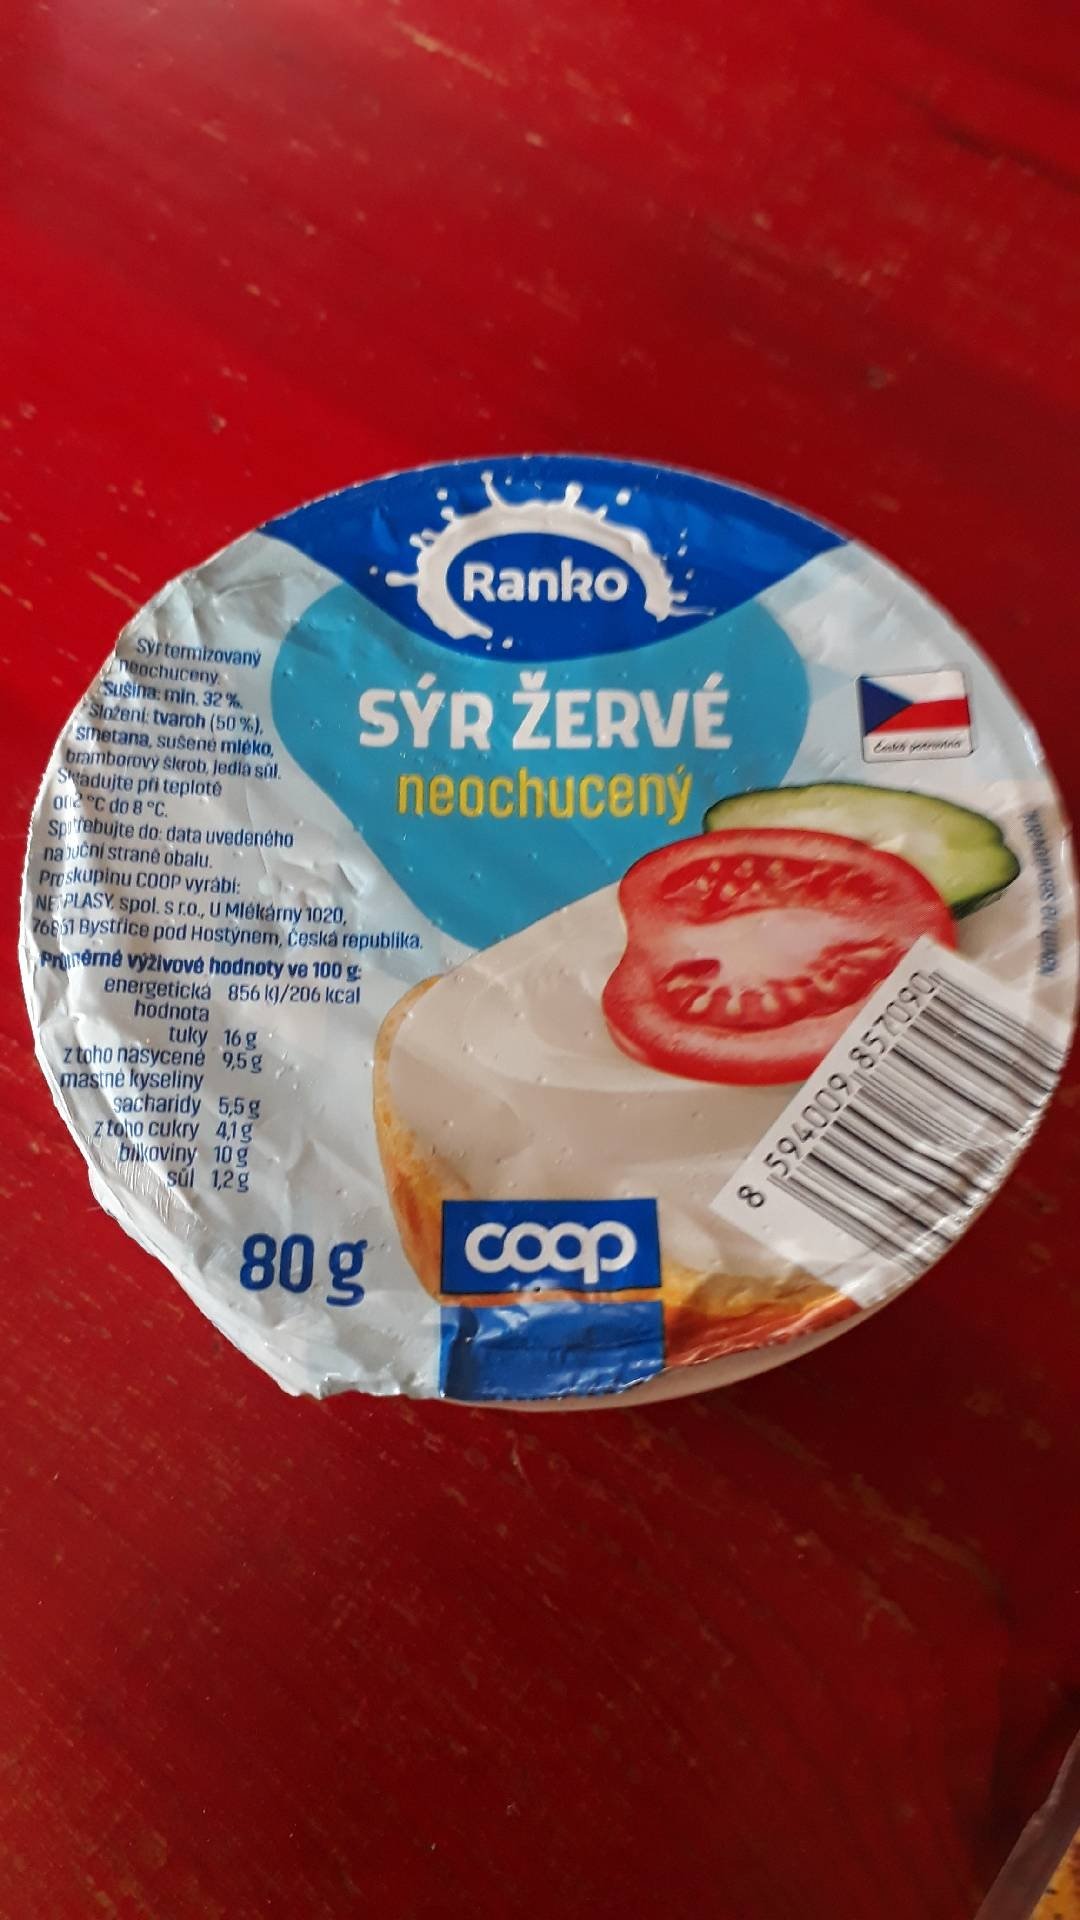 Ranko
SÝR ŽERVÉ
neochucený
Česká potravina
Sýr termizovaný
neochucený.
Sušina: min. 32 %.
Složení: tvaroh (50 %),
smetana, sušené mléko,
bramborový škrob, jedlá sůl.
Skladujte při teplotě
od 2 °C do 8 °C.
Spotřebujte do: data uvedeného
na boční straně obalu.
Pro skupinu COOP vyrábí:
PLASY, spol. s r.o., U Mlékárny 1020,
76861 Bystřice pod Hostýnem, Česká republika.
Průměrné výživové hodnoty ve 100 g:
energetická 856 kJ/206 kcal
hodnota
tuky 16 g
z toho nasycené 9,5 g
mastné kyseliny
sacharidy 5,5 g
z toho cukry 4,1 g
bílkoviny 10 g
sůl 1,2 g
80 g
coop
8 594009 857090